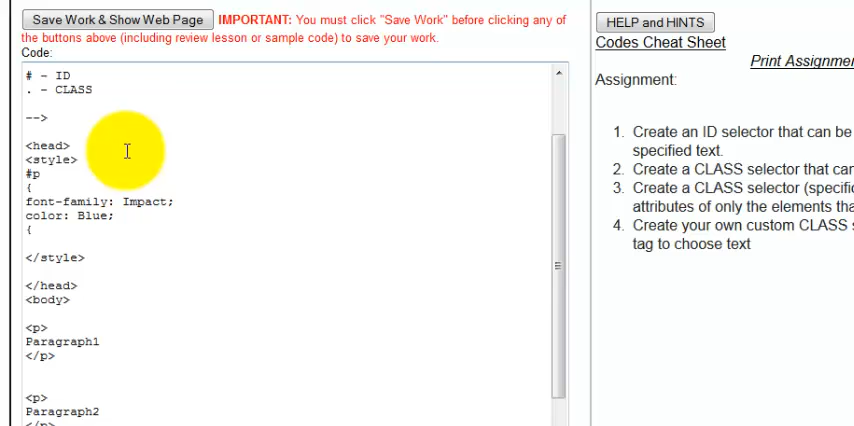 Save Work & Show Web Page IMPORTANT: You must click "Save Work" before clicking any of
the buttons above (including review lesson or sample code) to save your work.
Code:
# - ID
. - CLASS
-->
<head>
<style>
#p
{
font-family: Impact;
color: Blue;
{
</style>
</head>
<body>
<p>
Paragraph1
</p>
<p>
Paragraph2
</p>
HELP and HINTS
Codes Cheat Sheet
Print Assignmen
Assignment:
1. Create an ID selector that can be
specified text.
2. Create a CLASS selector that can
3. Create a CLASS selector (specific
attributes of only the elements tha
4. Create your own custom CLASS s
tag to choose text